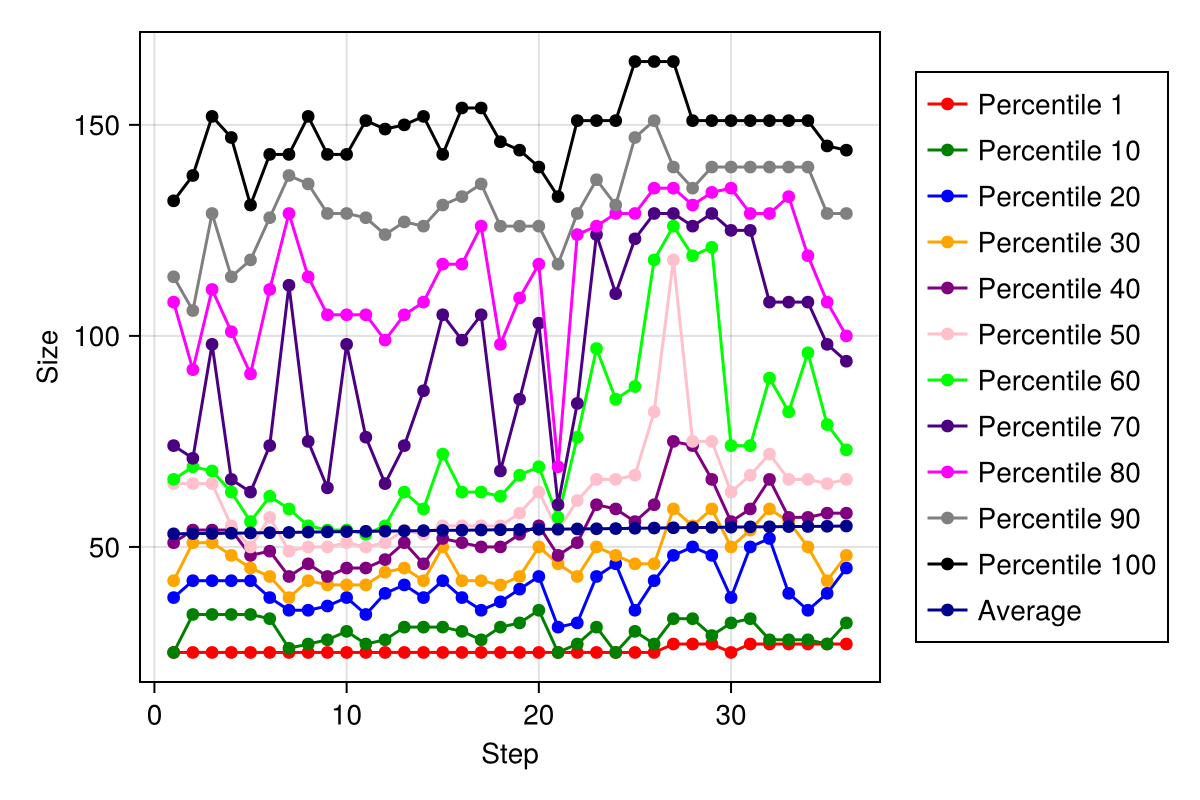 Size
150
100
50
0
10
20
30
Step
Percentile 1
Percentile 10
Percentile 20
Percentile 30
Percentile 40
Percentile 50
Percentile 60
Percentile 70
Percentile 80
Percentile 90
Percentile 100
Average